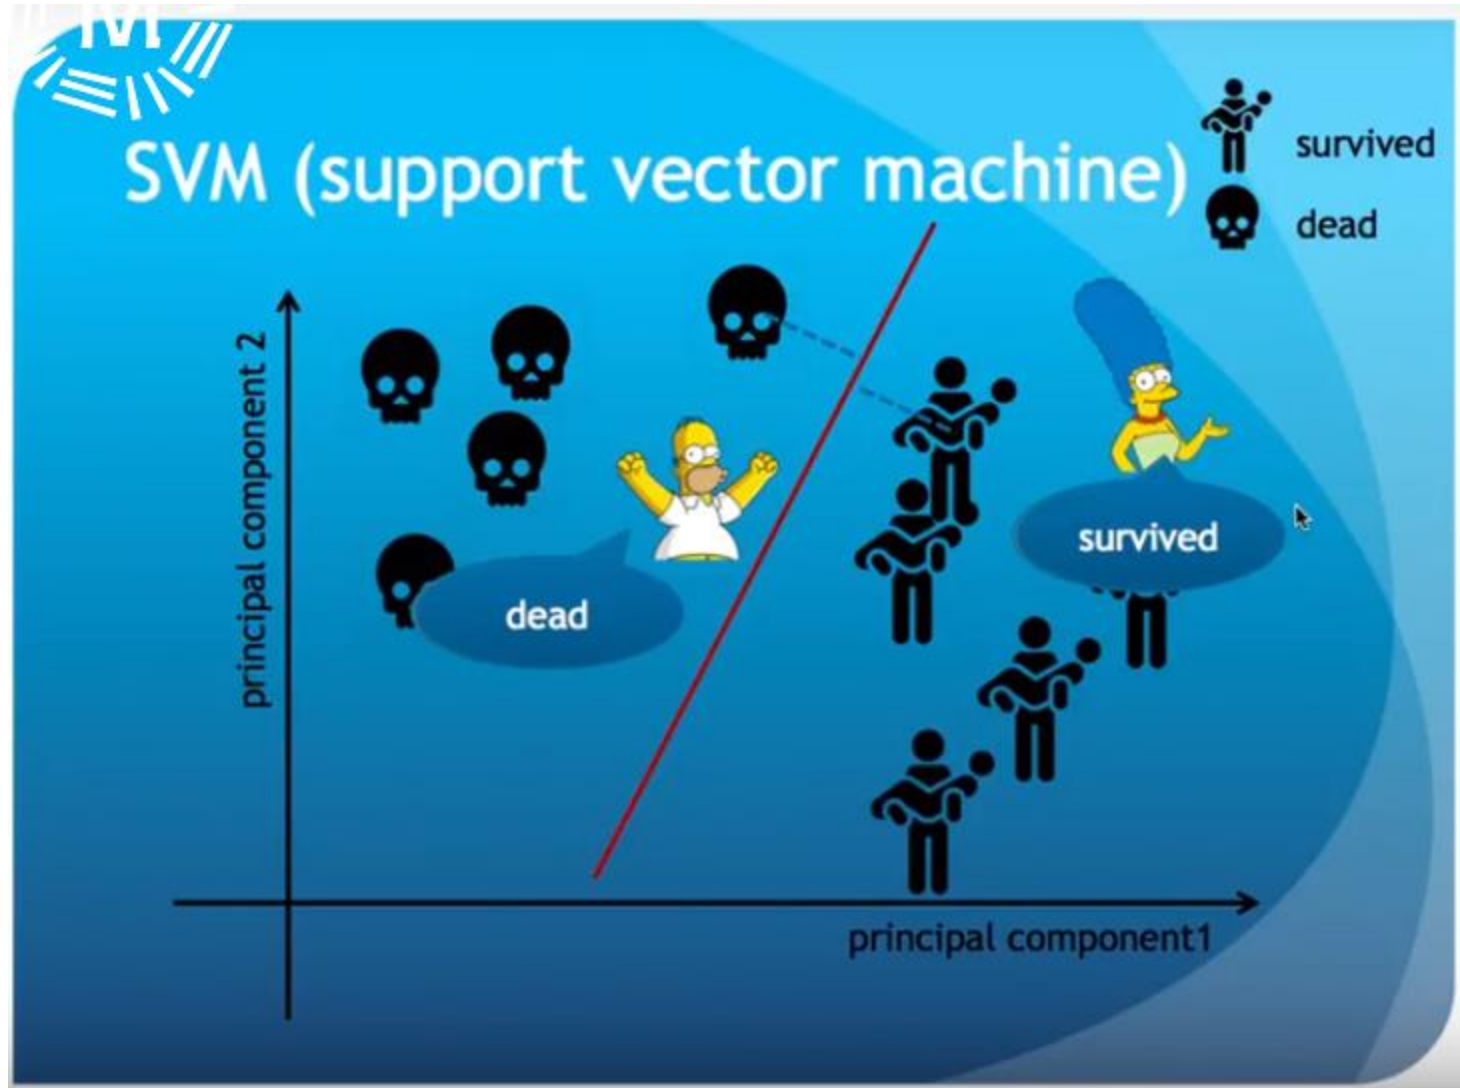 M
SVM (support vector machine)
survived
dead
principal component 2
survived
dead
principal component1